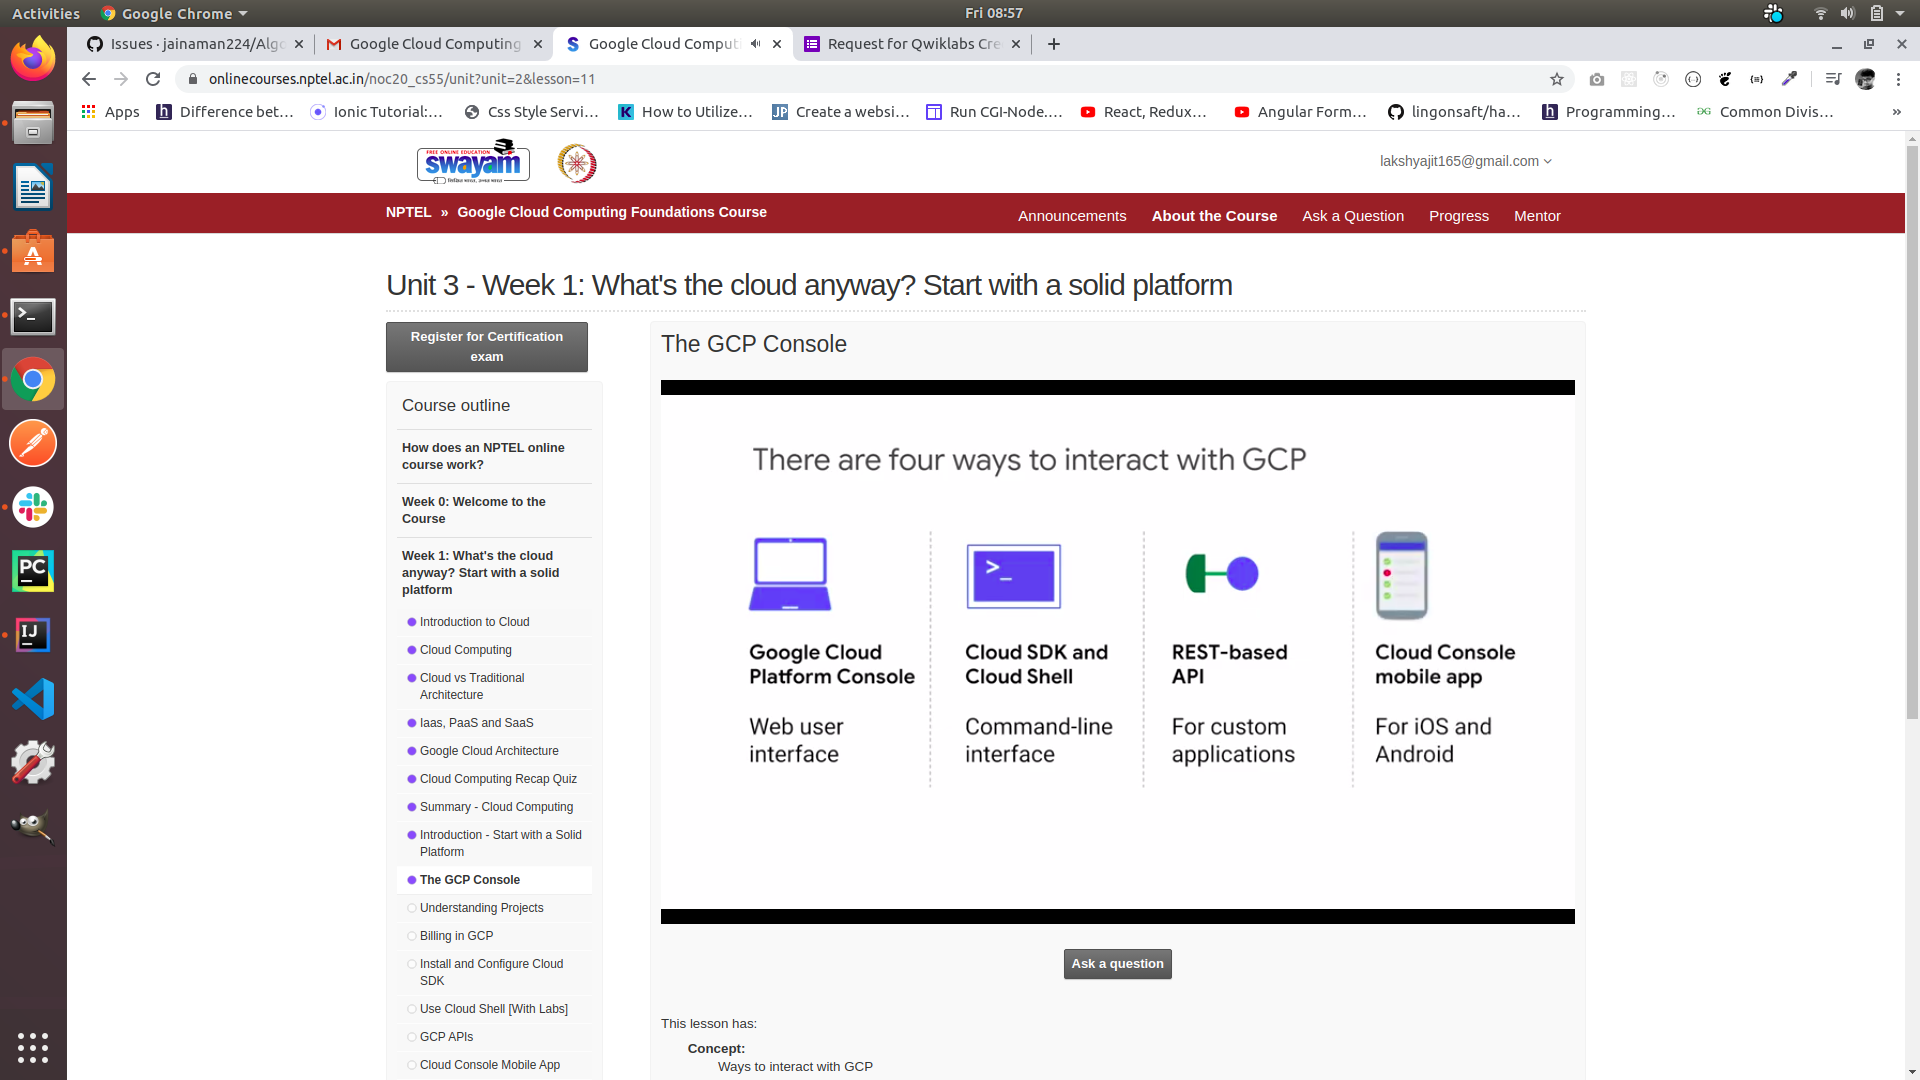 Activities
Google Chrome
Fri 08:57
Issues · jainaman224/Algo
Google Cloud Computing
Google Cloud Computi
Request for Qwiklabs Cre
onlinecourses.nptel.ac.in/noc20_cs55/unit?unit=2&lesson=11
Apps
Difference bet…
Ionic Tutorial:…
Css Style Servi…
How to Utilize…
Create a websi…
Run CGI-Node.…
React, Redux…
Angular Form…
lingonsaft/ha…
Programming…
Common Divis…
»
FREE ONLINE EDUCATION
swayam
शिक्षित भारत, उन्नत भारत
lakshyajit165@gmail.com
NPTEL » Google Cloud Computing Foundations Course
Announcements
About the Course
Ask a Question
Progress
Mentor
Unit 3 - Week 1: What's the cloud anyway? Start with a solid platform
Register for Certification
exam
Course outline
How does an NPTEL online
course work?
Week 0: Welcome to the
Course
Week 1: What's the cloud
anyway? Start with a solid
platform
Introduction to Cloud
Cloud Computing
Cloud vs Traditional
Architecture
Iaas, PaaS and SaaS
Google Cloud Architecture
Cloud Computing Recap Quiz
Summary - Cloud Computing
Introduction - Start with a Solid
Platform
The GCP Console
Understanding Projects
Billing in GCP
Install and Configure Cloud
SDK
Use Cloud Shell [With Labs]
GCP APIs
Cloud Console Mobile App
The GCP Console
There are four ways to interact with GCP
Google Cloud
Platform Console
Web user
interface
Cloud SDK and
Cloud Shell
Command-line
interface
REST-based
API
For custom
applications
Cloud Console
mobile app
For iOS and
Android
Ask a question
This lesson has:
Concept:
Ways to interact with GCP